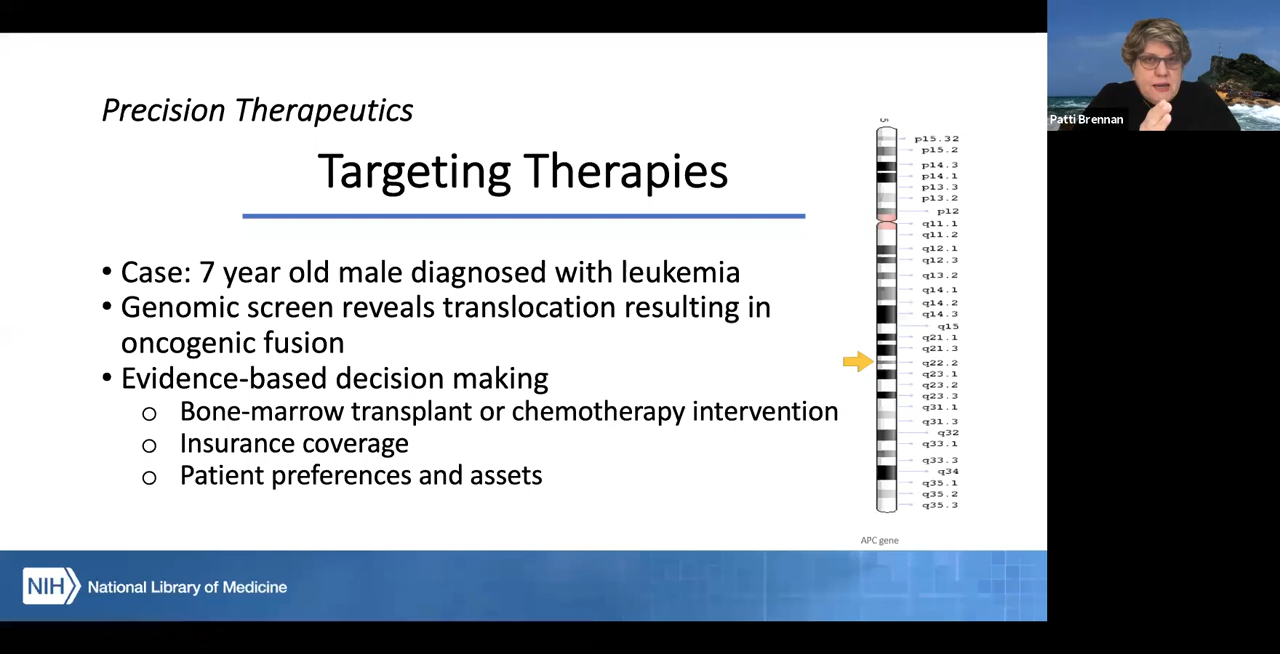 Precision Therapeutics
Targeting Therapies
• Case: 7 year old male diagnosed with leukemia
• Genomic screen reveals translocation resulting in
oncogenic fusion
• Evidence-based decision making
o Bone-marrow transplant or chemotherapy intervention
o Insurance coverage
o Patient preferences and assets
5
p15.32
p15.2
p14.3
p14.1
p13.3
p13.2
p12
q11.1
q11.2
q12.1
q12.3
q13.2
q14.1
q14.2
q14.3
q15
q21.1
q21.3
q22.2
q23.1
q23.2
q23.3
q31.1
q31.3
q32
q33.1
q33.3
q34
q35.1
q35.2
q35.3
APC gene
NIH National Library of Medicine
Patti Brennan